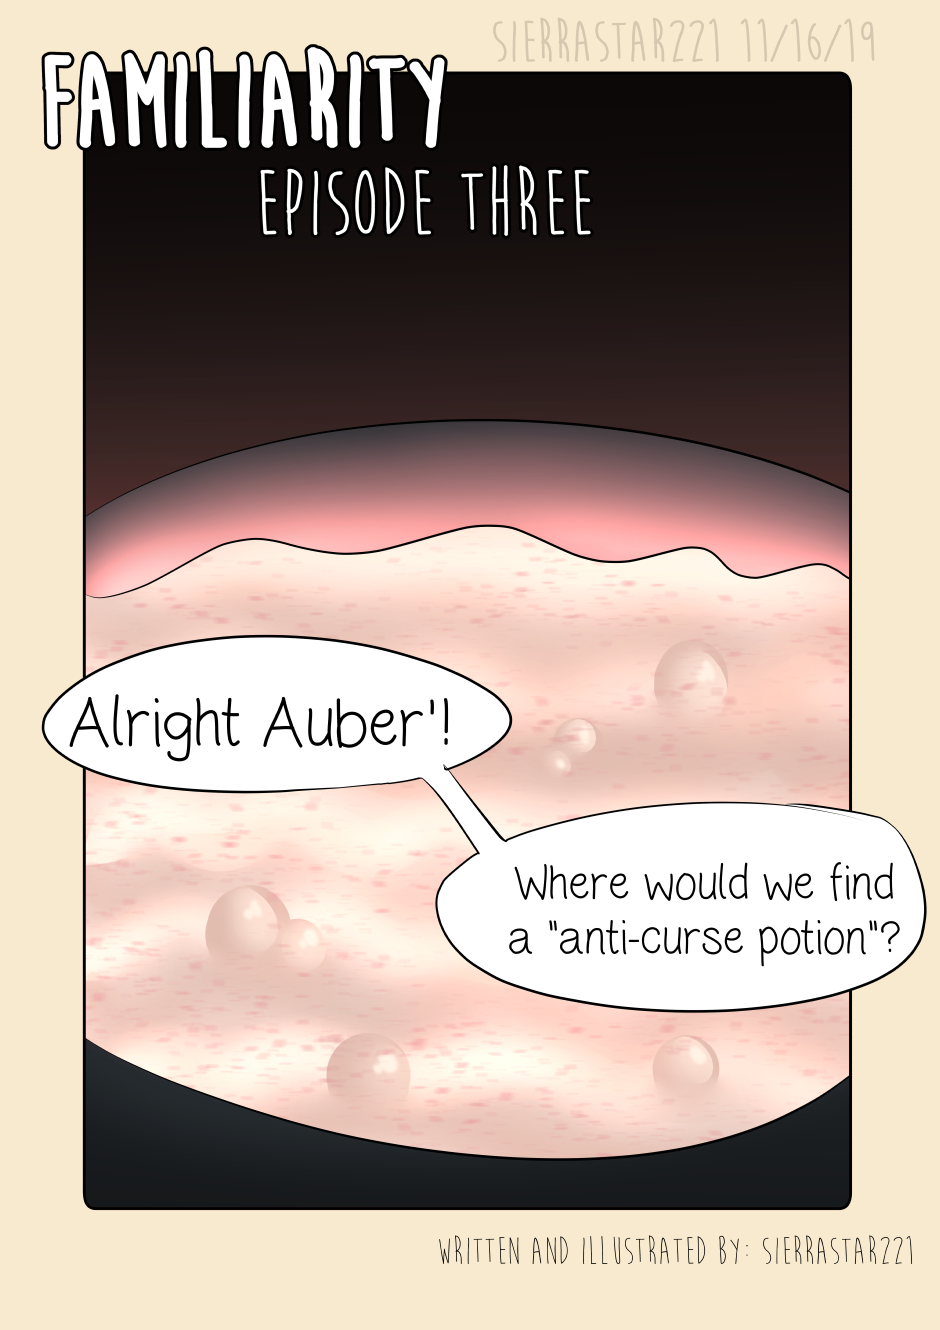 SIERRASTAR221 11/16/19
FAMILIARITY
EPISODE THREE
Alright Auber'!
Where would we find
a "anti-curse potion"?
WRITTEN AND ILLUSTRATED BY: SIERRASTAR221